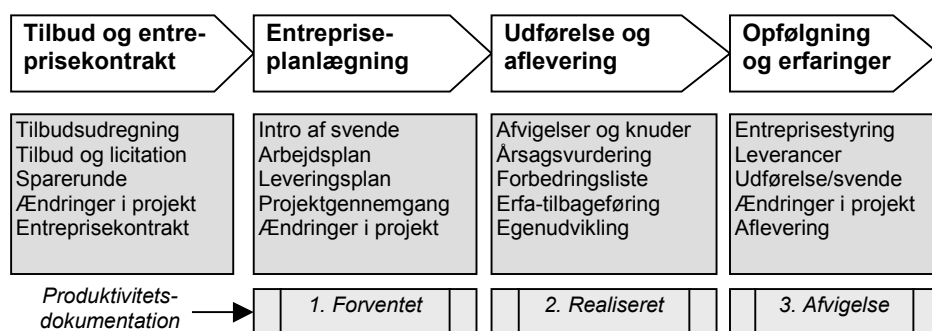 Tilbud og entre-
prisekontrakt
Entreprise-
planlægning
Udførelse og
aflevering
Opfølgning
og erfaringer
Tilbudsudregning
Tilbud og licitation
Sparerunde
Ændringer i projekt
Entreprisekontrakt
Intro af svende
Arbejdsplan
Leveringsplan
Projektgennemgang
Ændringer i projekt
Afvigelser og knuder
Årsagsvurdering
Forbedringsliste
Erfa-tilbageføring
Egenudvikling
Entreprisestyring
Leverancer
Udførelse/svende
Ændringer i projekt
Aflevering
Produktivitets-
dokumentation
1. Forventet
2. Realiseret
3. Afvigelse